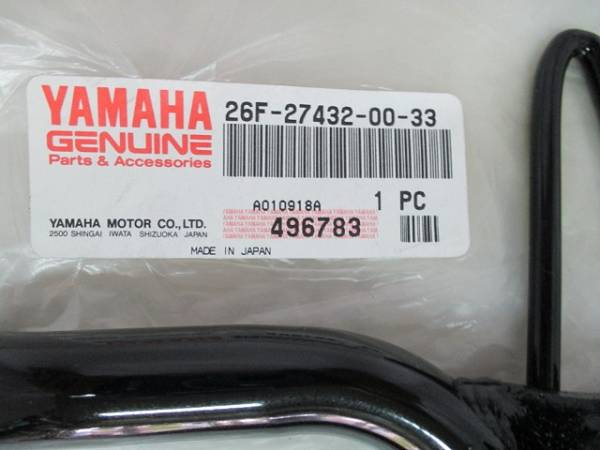 YAMAHA
GENUINE
Parts & Accessories
26F-27432-00-33
A010918A
1 PC
496783
YAMAHA MOTOR CO.,LTD.
2500 SHINGAI IWATA SHIZUOKA JAPAN
MADE IN JAPAN